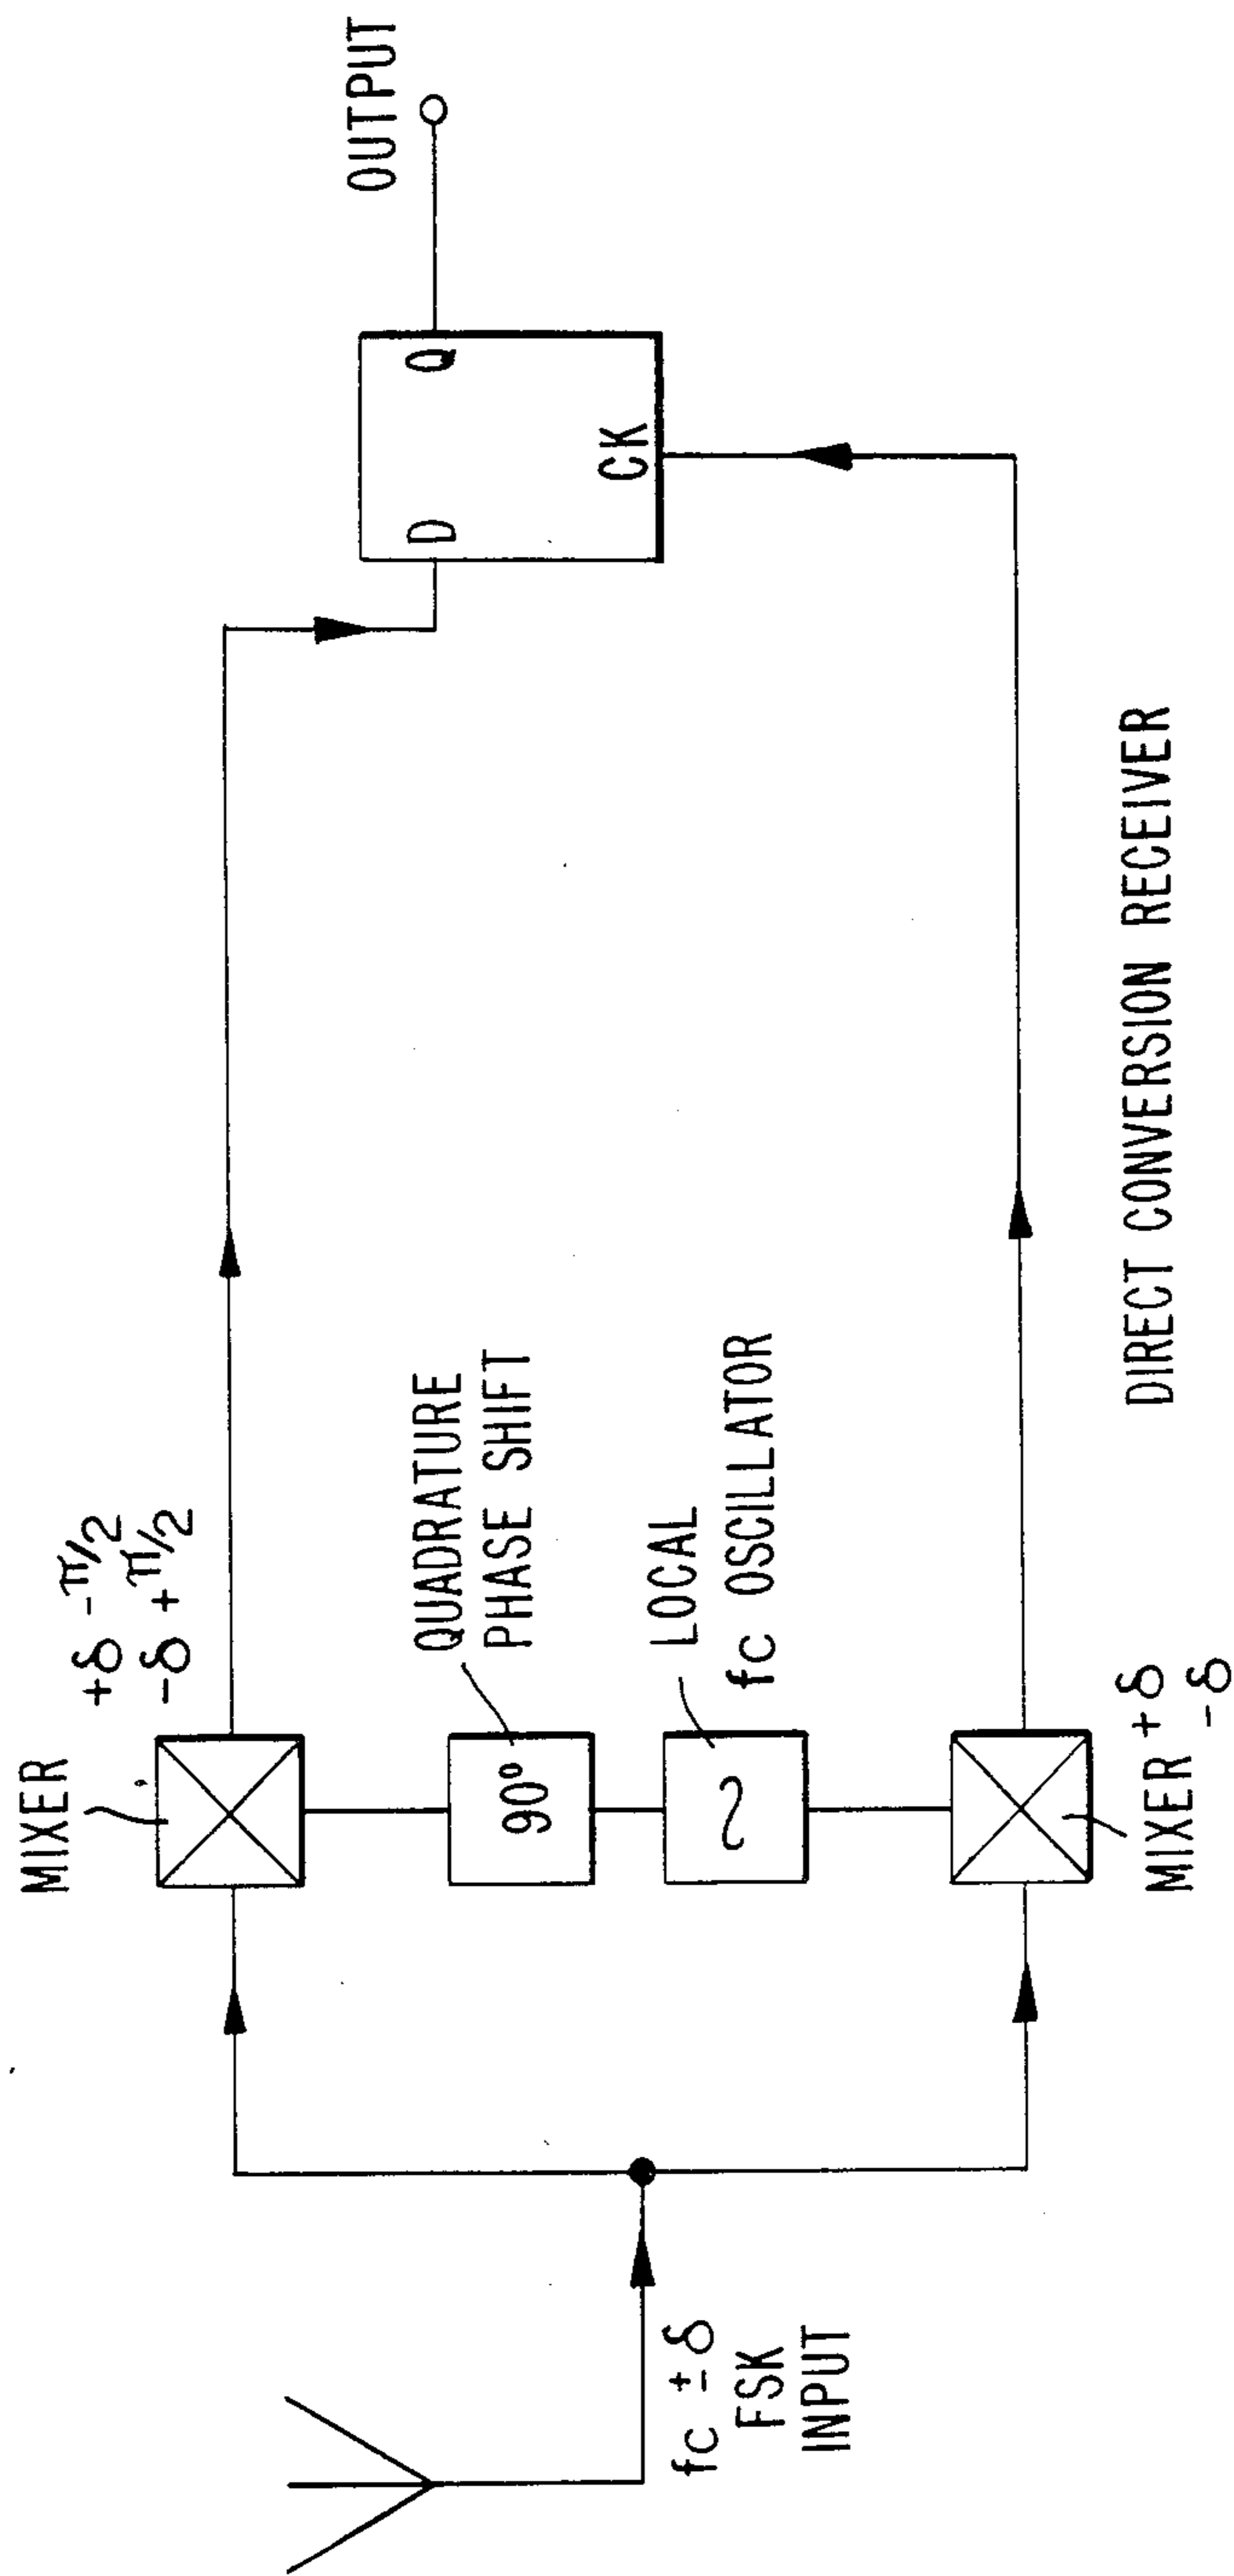 fc ±δ
FSK
INPUT
MIXER
+δ -π/2
-δ +π/2
QUADRATURE
PHASE SHIFT
90°
LOCAL
fc OSCILLATOR
~
MIXER +δ
-δ
D
Q
CK
OUTPUT
DIRECT CONVERSION RECEIVER